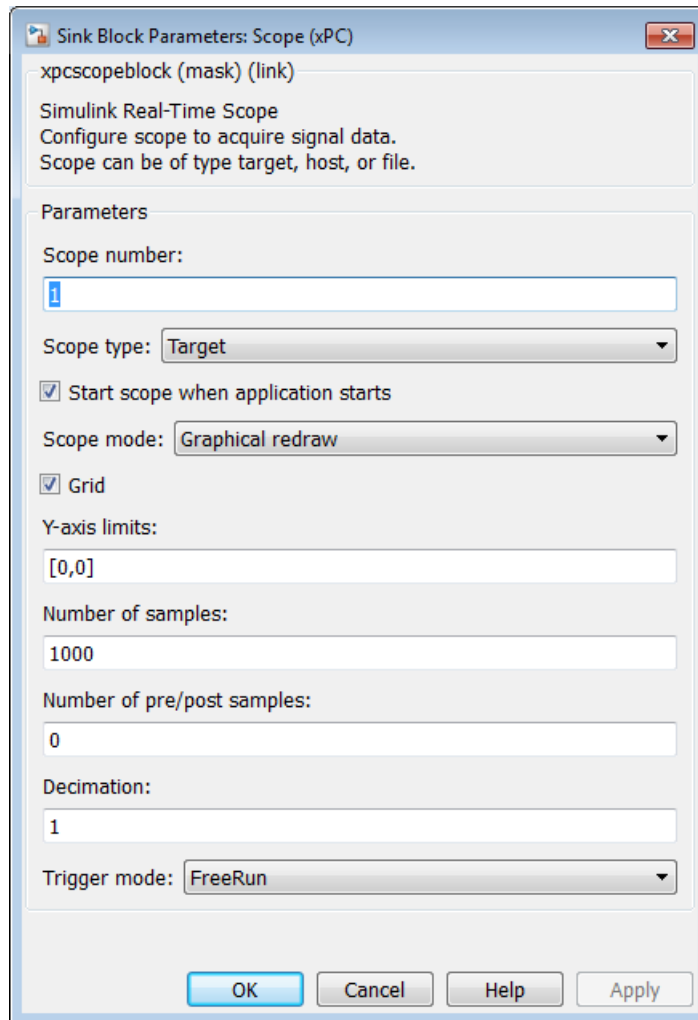 Sink Block Parameters: Scope (xPC)
xpcscopeblock (mask) (link)
Simulink Real-Time Scope
Configure scope to acquire signal data.
Scope can be of type target, host, or file.
Parameters
Scope number:
1
Scope type: Target
Start scope when application starts
Scope mode: Graphical redraw
Grid
Y-axis limits:
[0,0]
Number of samples:
1000
Number of pre/post samples:
0
Decimation:
1
Trigger mode: FreeRun
OK Cancel Help Apply